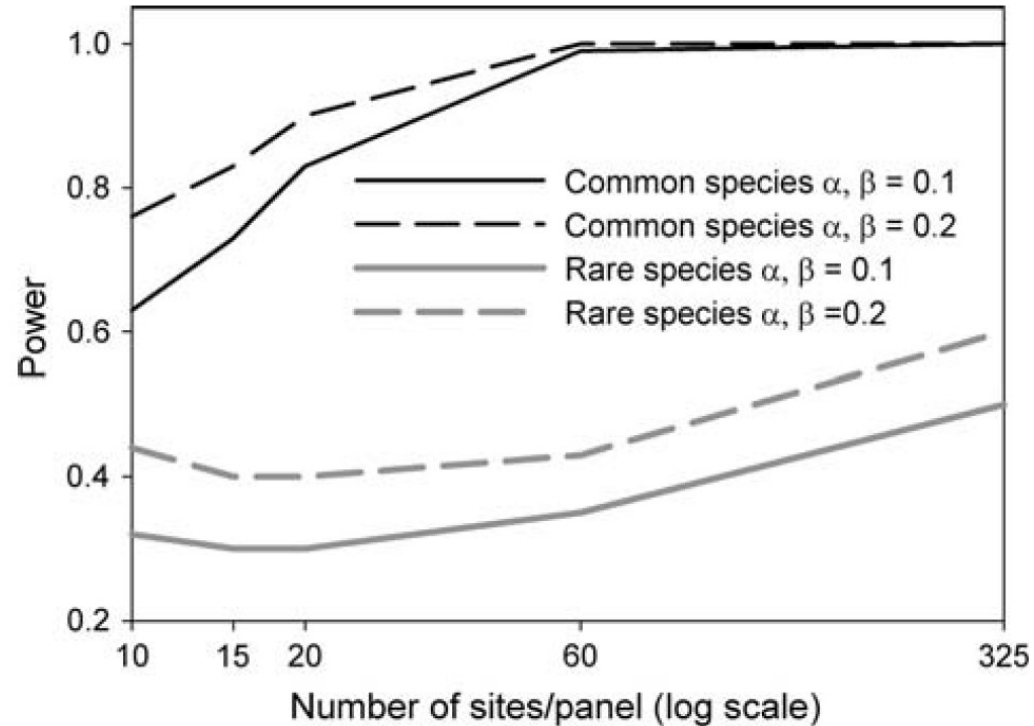 1.0
0.8
0.6
0.4
0.2
Power
Common species α, β = 0.1
Common species α, β = 0.2
Rare species α, β = 0.1
Rare species α, β =0.2
10 15 20 60 325
Number of sites/panel (log scale)